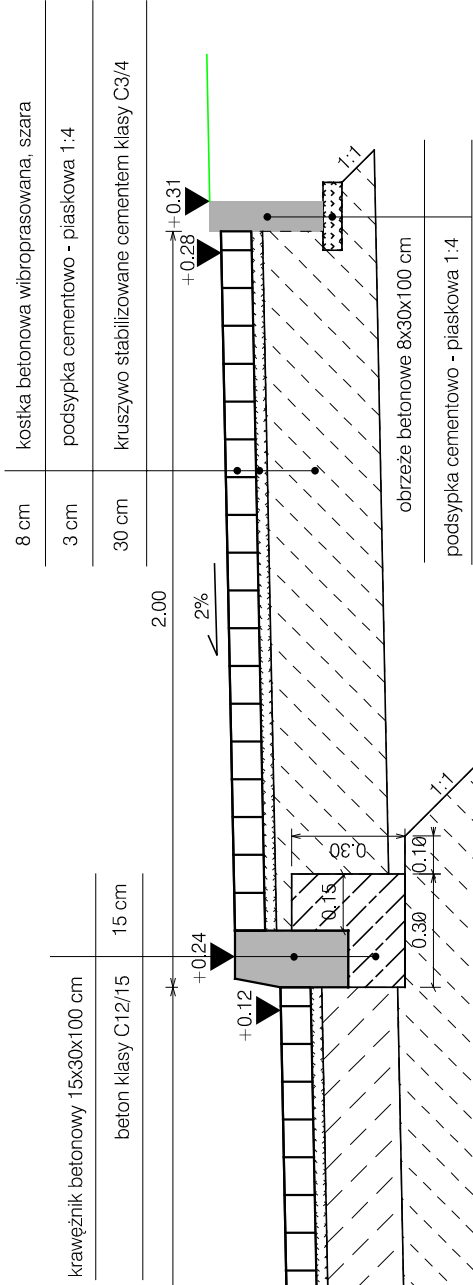 8 cm kostka betonowa wibroprasowana, szara
3 cm podsypka cementowo - piaskowa 1:4
30 cm kruszywo stabilizowane cementem klasy C3/4
krawężnik betonowy 15x30x100 cm
beton klasy C12/15 15 cm
2.00
+0.12
+0.24
2%
+0.28
+0.31
0.15
0.30
0.30
0.10
1:1
1:1
obrzeże betonowe 8x30x100 cm
podsypka cementowo - piaskowa 1:4